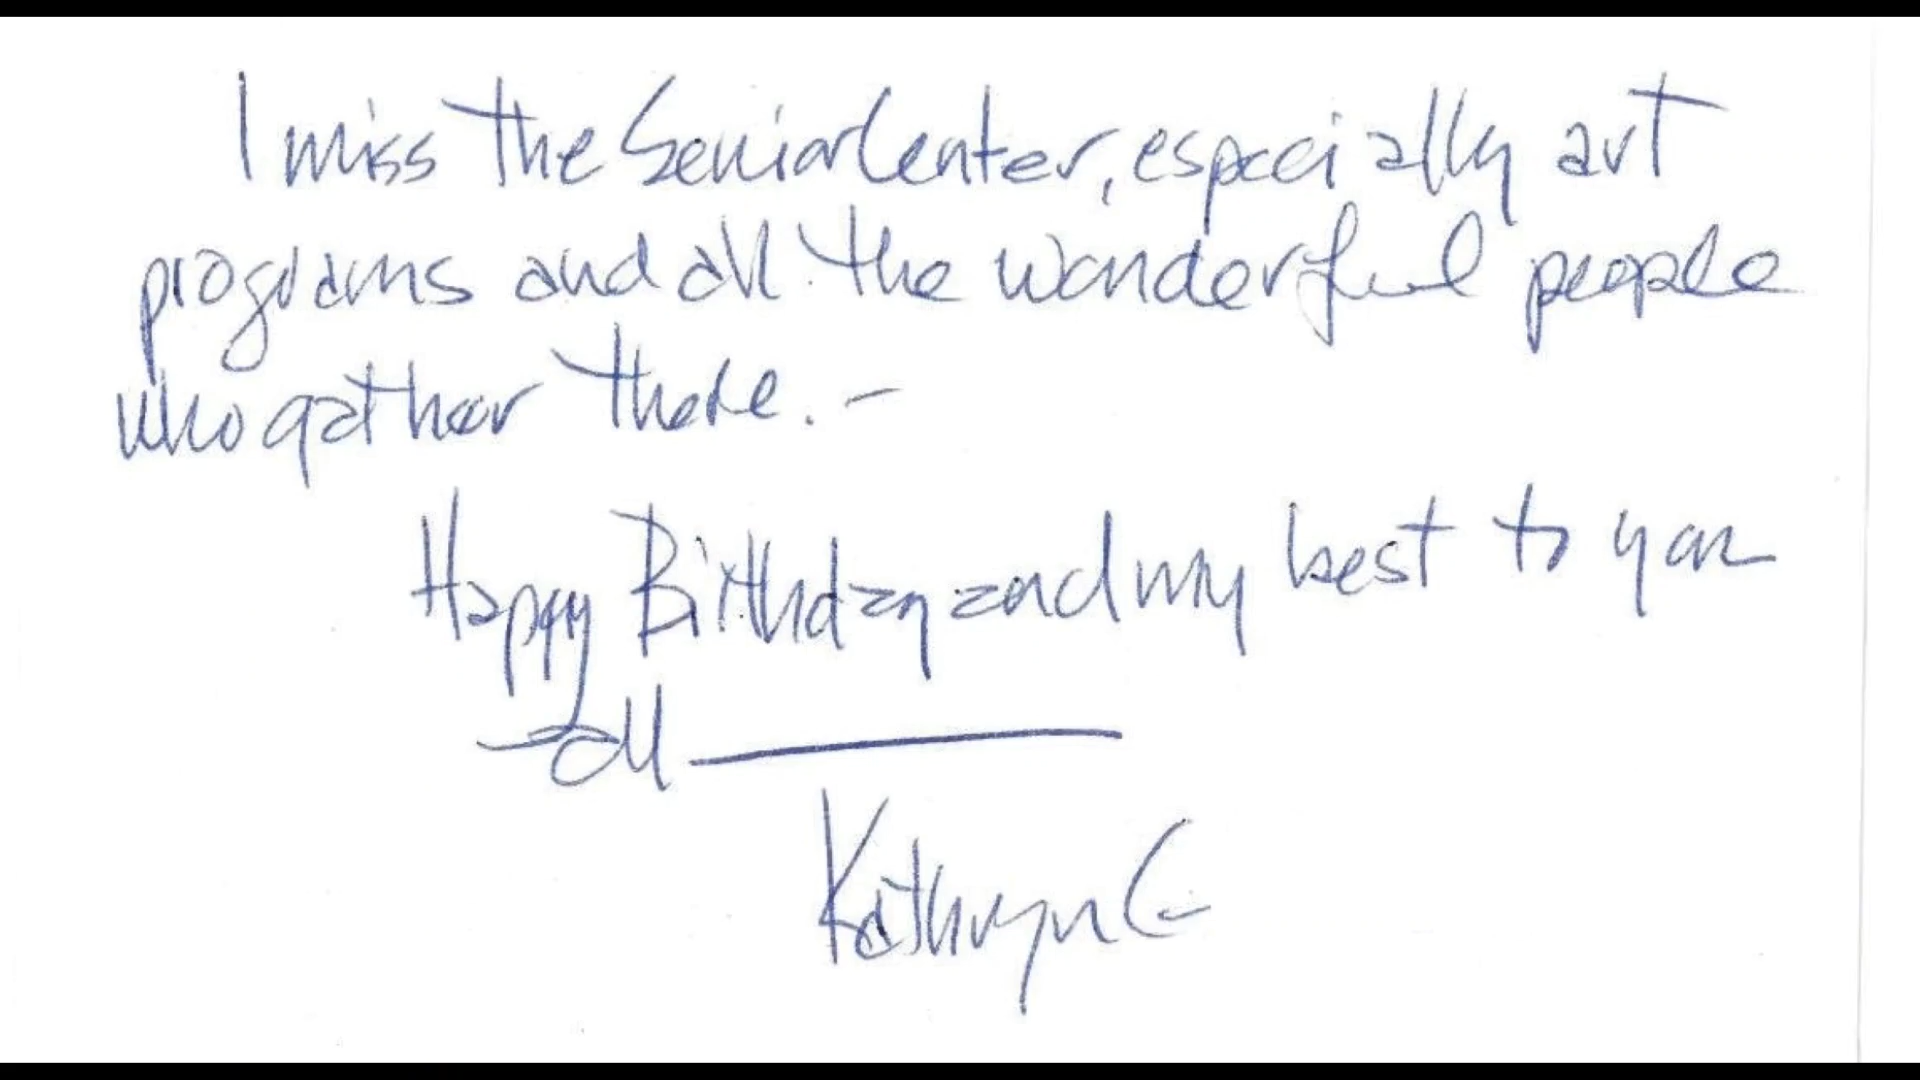 I miss the Senior Center, especially art
programs and all the wonderful people
who gather there. -
Happy Birthday and my best to you
- all
Kathryn G